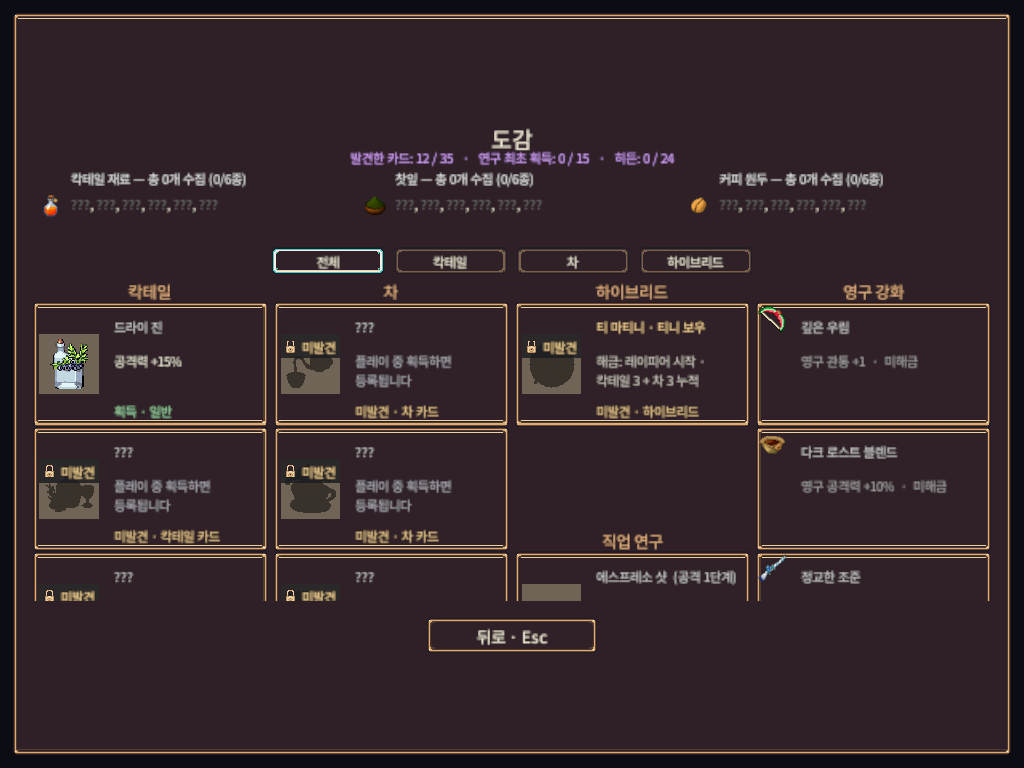 도감
발견한 카드: 12 / 35 · 연구 최초 획득: 0 / 15 · 히든: 0 / 24
칵테일 재료 — 총 0개 수집 (0/6종)
???, ???, ???, ???, ???, ???
찻잎 — 총 0개 수집 (0/6종)
???, ???, ???, ???, ???, ???
커피 원두 — 총 0개 수집 (0/6종)
???, ???, ???, ???, ???, ???
전체
칵테일
차
하이브리드
칵테일
드라이 진
공격력 +15%
획득 · 일반
???
미발견
플레이 중 획득하면
등록됩니다
미발견 · 칵테일 카드
???
미발견
차
???
미발견
플레이 중 획득하면
등록됩니다
미발견 · 차 카드
???
미발견
플레이 중 획득하면
등록됩니다
미발견 · 차 카드
???
미발견
하이브리드
티 마티니 · 티니 보우
미발견
해금: 레이피어 시작 ·
칵테일 3 + 차 3 누적
미발견 · 하이브리드
직업 연구
에스프레소 샷 (공격 1단계)
영구 강화
깊은 우림
영구 관통 +1 · 미해금
다크 로스트 블렌드
영구 공격력 +10% · 미해금
정교한 조준
뒤로 · Esc